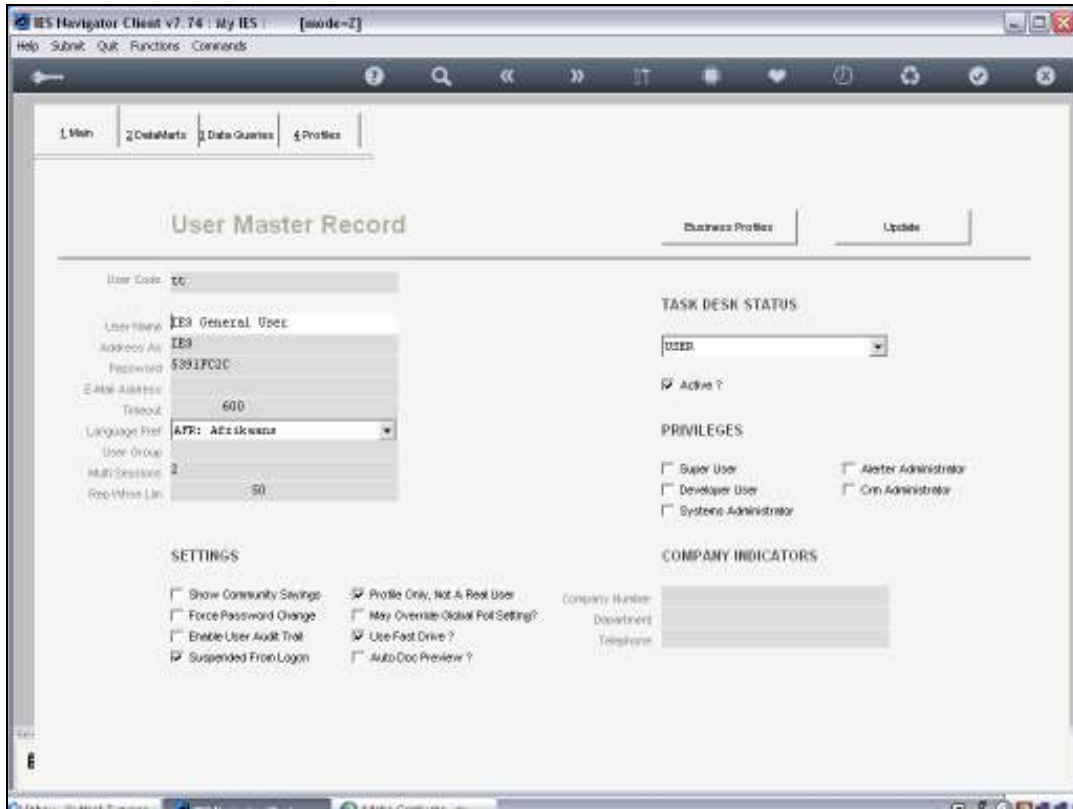 IES Navigator Client v7.74 : My IES : [mode=Z]
Help Submit Quit Functions Commands
1 Main 2 DataMarts 3 Data Queries 4 Profiles
User Master Record
Business Profiles Update
User Code tt
User Name IES General User
Address As IES
Password 5391FC2C
E-Mail Address
Timeout 600
Language Pref AFR: Afrikaans
User Group
Multi Sessions 2
50
TASK DESK STATUS
USER
Active ?
PRIVILEGES
Super User Alerter Administrator
Developer User Crm Administrator
Systems Administrator
SETTINGS
Show Community Sayings Profile Only, Not A Real User
Force Password Change May Override Global Poll Setting?
Enable User Audit Trail Use Fast Drive ?
Suspended From Logon Auto Doc Preview ?
COMPANY INDICATORS
Company Number
Department
Telephone